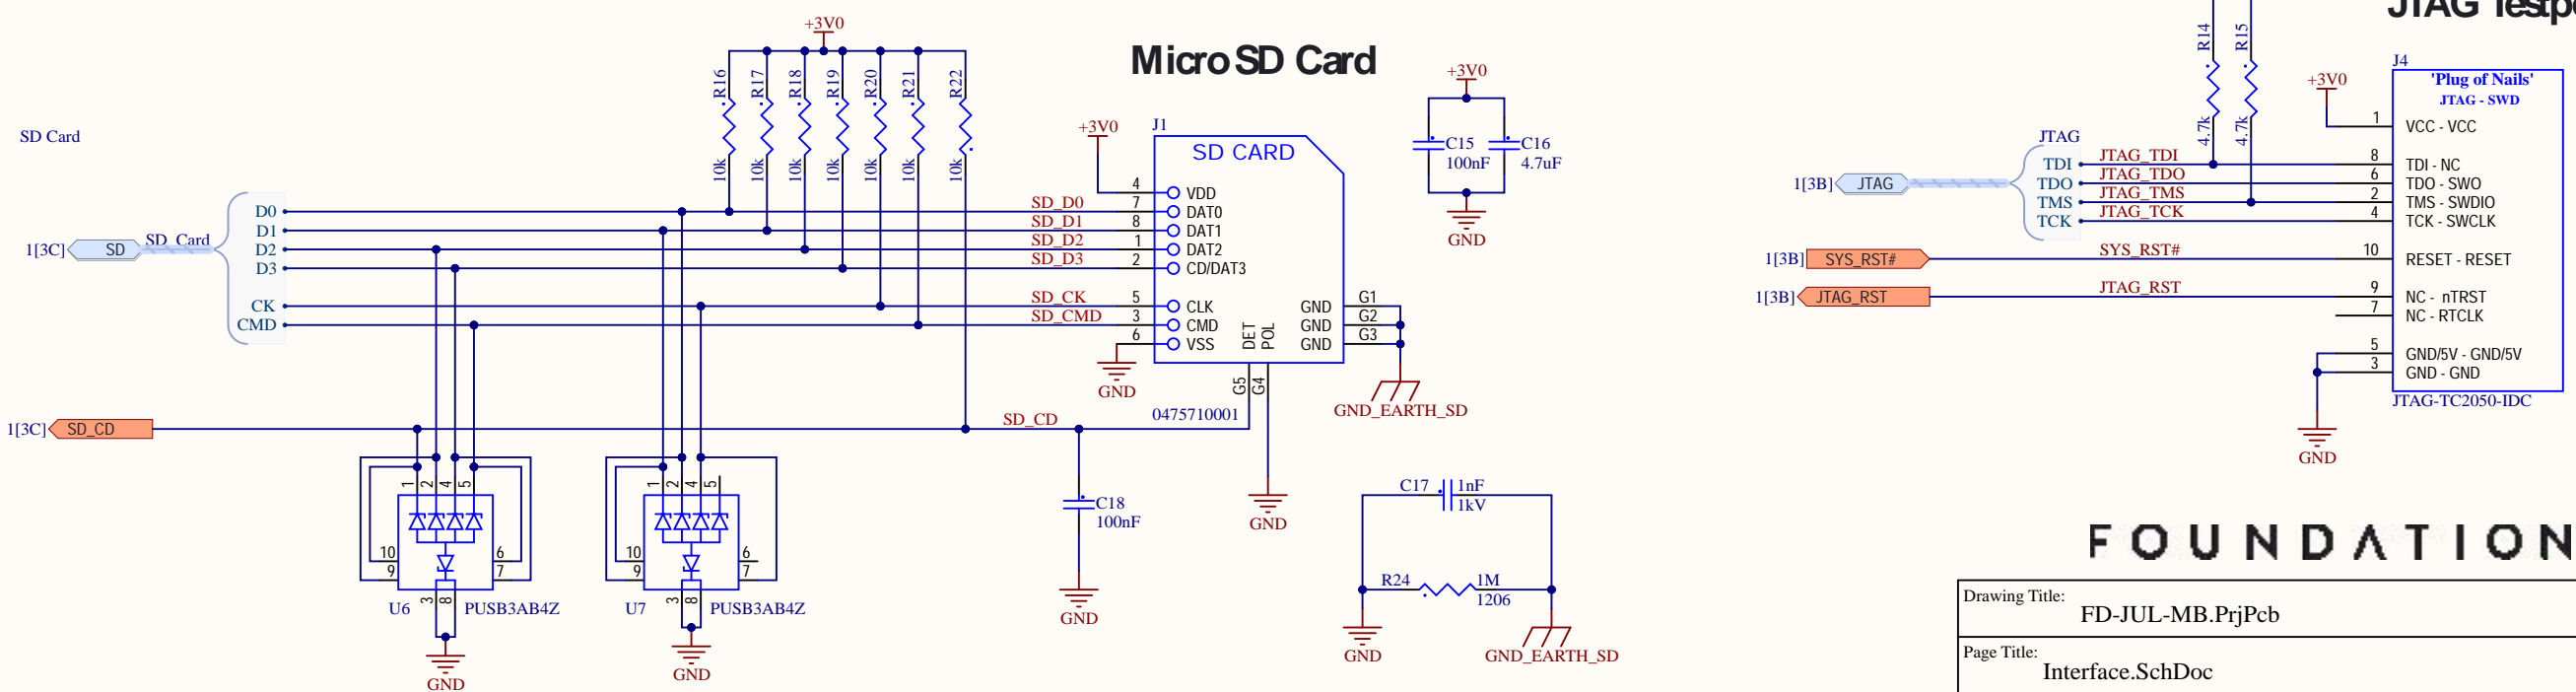 JTAG Testpo
Micro SD Card
SD Card
+3V0
R16
R17
R18
R19
R20
R21
R22
10k
10k
10k
10k
10k
10k
10k
1[3C]
SD
SD_Card
D0
D1
D2
D3
CK
CMD
SD_D0
SD_D1
SD_D2
SD_D3
SD_CK
SD_CMD
+3V0
J1
SD CARD
4 VDD
7 DAT0
8 DAT1
1 DAT2
2 CD/DAT3
5 CLK
3 CMD
6 VSS
GND G1
GND G2
GND G3
DET
POL
G5
G4
0475710001
GND
GND
GND_EARTH_SD
+3V0
C15
100nF
C16
4.7uF
GND
1[3C]
SD_CD
SD_CD
C18
100nF
GND
1
2
4
5
10
9
6
7
3
8
U6
PUSB3AB4Z
GND
1
2
4
5
10
9
6
7
3
8
U7
PUSB3AB4Z
GND
C17
1nF
1kV
R24
1M
1206
GND
GND_EARTH_SD
R14
R15
4.7k
4.7k
+3V0
J4
'Plug of Nails'
JTAG - SWD
1 VCC - VCC
8 TDI - NC
6 TDO - SWO
2 TMS - SWDIO
4 TCK - SWCLK
10 RESET - RESET
9 NC - nTRST
7 NC - RTCLK
5 GND/5V - GND/5V
3 GND - GND
JTAG-TC2050-IDC
GND
1[3B]
JTAG
JTAG
TDI
TDO
TMS
TCK
JTAG_TDI
JTAG_TDO
JTAG_TMS
JTAG_TCK
1[3B]
SYS_RST#
SYS_RST#
1[3B]
JTAG_RST
JTAG_RST
FOUNDATION
Drawing Title:
FD-JUL-MB.PrjPcb
Page Title:
Interface.SchDoc